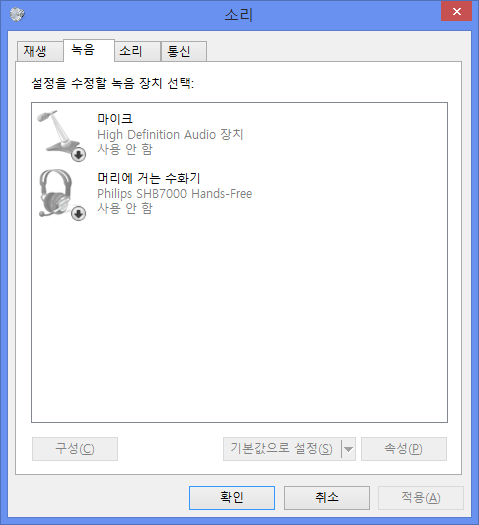 소리
재생 녹음 소리 통신
설정을 수정할 녹음 장치 선택:
마이크
High Definition Audio 장치
사용 안 함
머리에 거는 수화기
Philips SHB7000 Hands-Free
사용 안 함
구성(C) 기본값으로 설정(S) 속성(P)
확인 취소 적용(A)